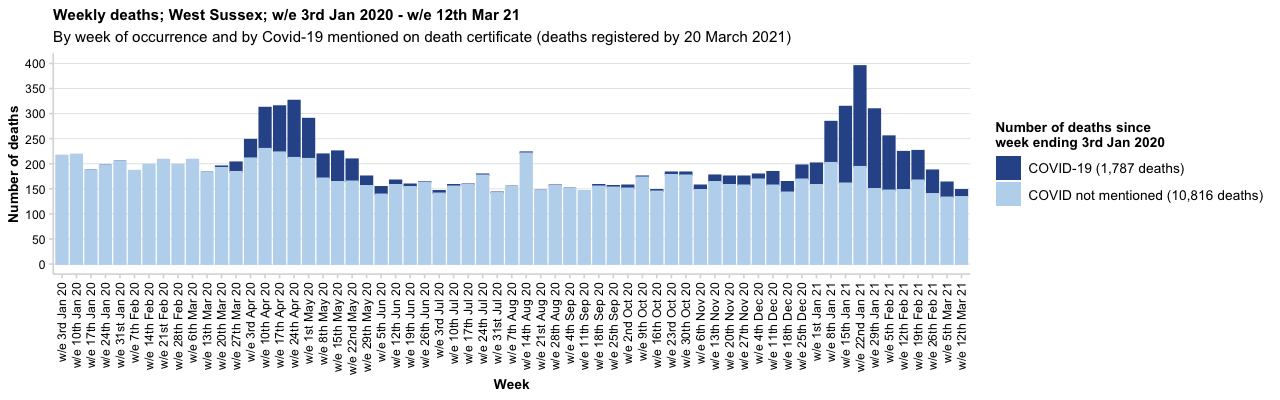 Weekly deaths; West Sussex; w/e 3rd Jan 2020 - w/e 12th Mar 21
By week of occurrence and by Covid-19 mentioned on death certificate (deaths registered by 20 March 2021)
Number of deaths
400
350
300
250
200
150
100
50
0
w/e 3rd Jan 20
w/e 10th Jan 20
w/e 17th Jan 20
w/e 24th Jan 20
w/e 31st Jan 20
w/e 7th Feb 20
w/e 14th Feb 20
w/e 21st Feb 20
w/e 28th Feb 20
w/e 6th Mar 20
w/e 13th Mar 20
w/e 20th Mar 20
w/e 27th Mar 20
w/e 3rd Apr 20
w/e 10th Apr 20
w/e 17th Apr 20
w/e 24th Apr 20
w/e 1st May 20
w/e 8th May 20
w/e 15th May 20
w/e 22nd May 20
w/e 29th May 20
w/e 5th Jun 20
w/e 12th Jun 20
w/e 19th Jun 20
w/e 26th Jun 20
w/e 3rd Jul 20
w/e 10th Jul 20
w/e 17th Jul 20
w/e 24th Jul 20
w/e 31st Jul 20
w/e 7th Aug 20
w/e 14th Aug 20
w/e 21st Aug 20
w/e 28th Aug 20
w/e 4th Sep 20
w/e 11th Sep 20
w/e 18th Sep 20
w/e 25th Sep 20
w/e 2nd Oct 20
w/e 9th Oct 20
w/e 16th Oct 20
w/e 23rd Oct 20
w/e 30th Oct 20
w/e 6th Nov 20
w/e 13th Nov 20
w/e 20th Nov 20
w/e 27th Nov 20
w/e 4th Dec 20
w/e 11th Dec 20
w/e 18th Dec 20
w/e 25th Dec 20
w/e 1st Jan 21
w/e 8th Jan 21
w/e 15th Jan 21
w/e 22nd Jan 21
w/e 29th Jan 21
w/e 5th Feb 21
w/e 12th Feb 21
w/e 19th Feb 21
w/e 26th Feb 21
w/e 5th Mar 21
w/e 12th Mar 21
Week
Number of deaths since
week ending 3rd Jan 2020
COVID-19 (1,787 deaths)
COVID not mentioned (10,816 deaths)